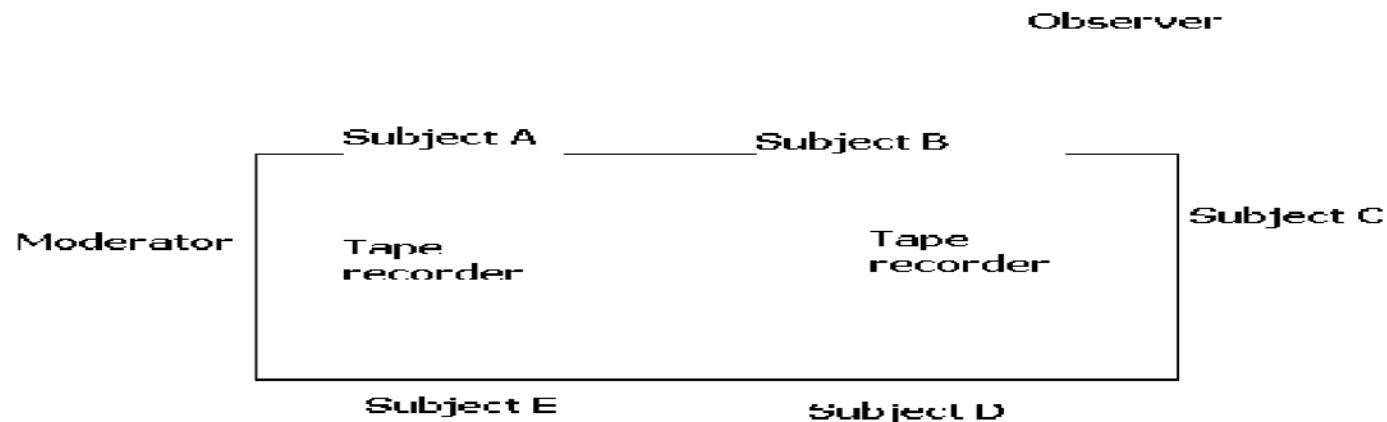 Observer
Subject A
Subject B
Subject C
Moderator
Tape
recorder
Tape
recorder
Subject E
Subject D